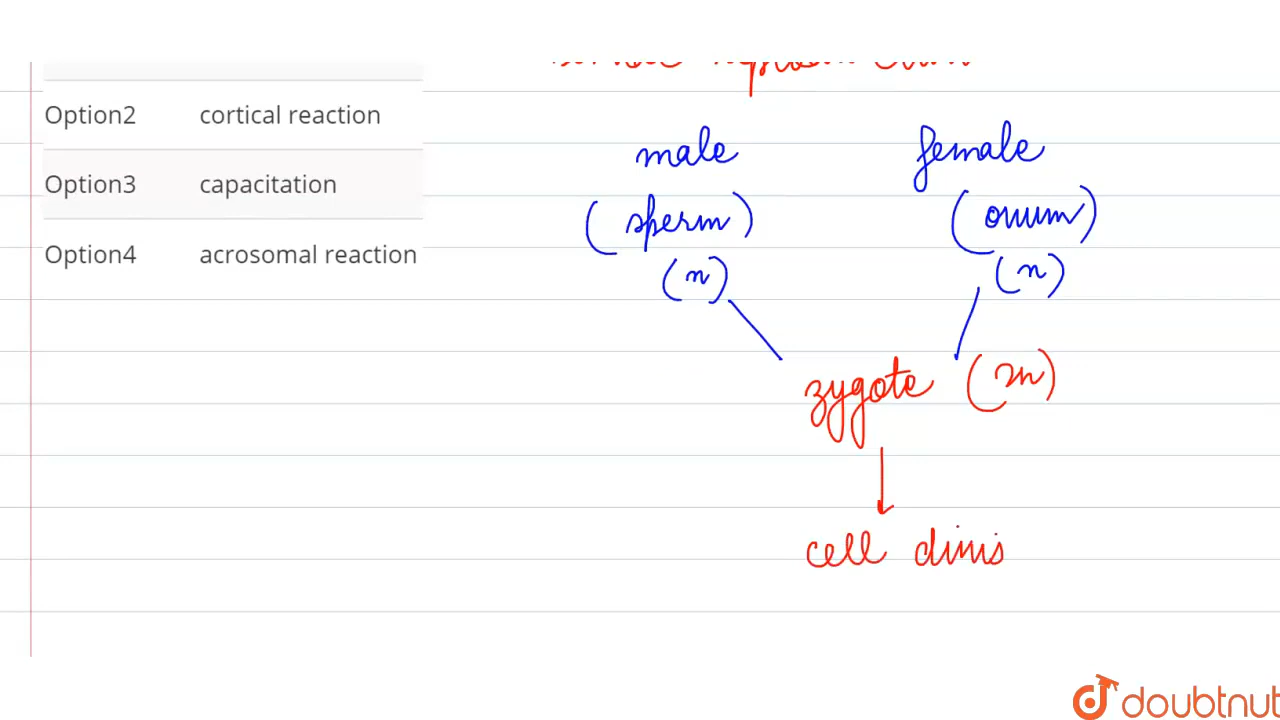 Option2 cortical reaction
Option3 capacitation
Option4 acrosomal reaction
male female
(sperm) (ovum)
(n) (n)
zygote (2n)
cell divis
doubtnut